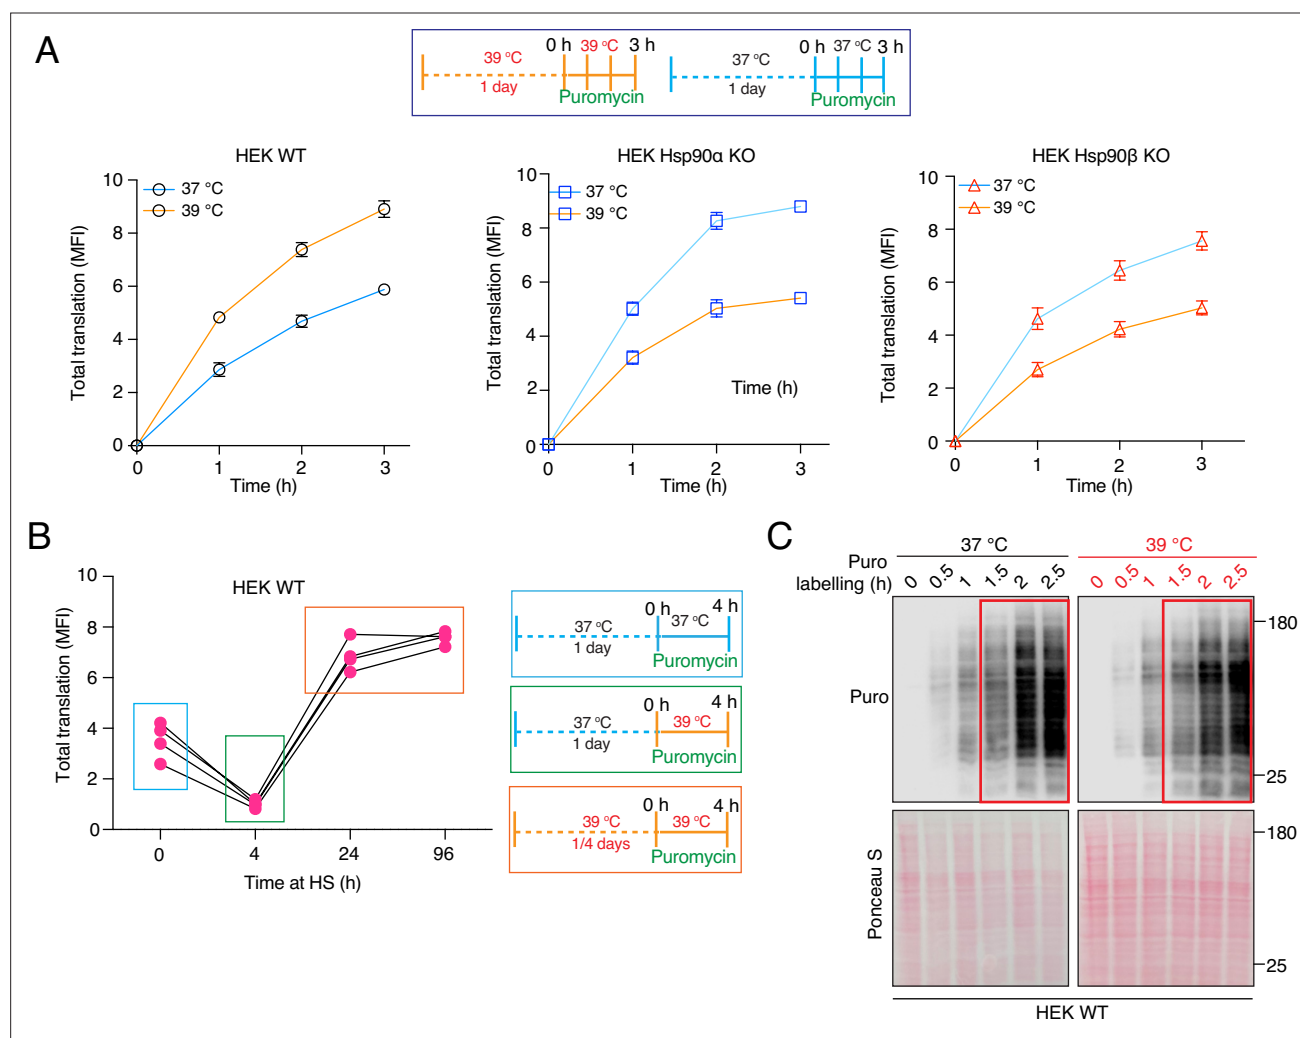 A
0 h 39 °C 3 h
39 °C
1 day
Puromycin
0 h 37 °C 3 h
37 °C
1 day
Puromycin
HEK WT
37 °C
39 °C
Total translation (MFI)
10
8
6
4
2
0
0 1 2 3
Time (h)
HEK Hsp90α KO
37 °C
39 °C
Total translation (MFI)
10
8
6
4
2
0
Time (h)
0 1 2 3
Time (h)
HEK Hsp90β KO
37 °C
39 °C
Total translation (MFI)
10
8
6
4
2
0
0 1 2 3
Time (h)
B
HEK WT
Total translation (MFI)
10
8
6
4
2
0
0 4 24 96
Time at HS (h)
0 h 4 h
37 °C
37 °C
1 day
Puromycin
0 h 4 h
39 °C
37 °C
1 day
Puromycin
0 h 4 h
39 °C
39 °C
1/4 days
Puromycin
C
37 °C 39 °C
Puro
labelling (h)
0 0.5 1 1.5 2 2.5 0 0.5 1 1.5 2 2.5
180
Puro
25
180
Ponceau S
25
HEK WT